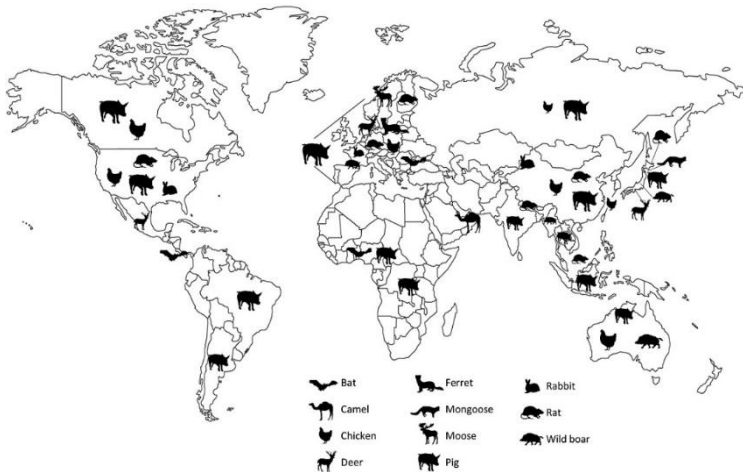 Bat
Camel
Chicken
Deer
Ferret
Mongoose
Moose
Pig
Rabbit
Rat
Wild boar